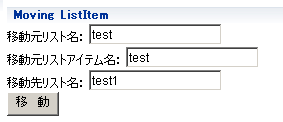 Moving ListItem
移動元リスト名: test
移動元リストアイテム名: test
移動先リスト名: test1
移 動